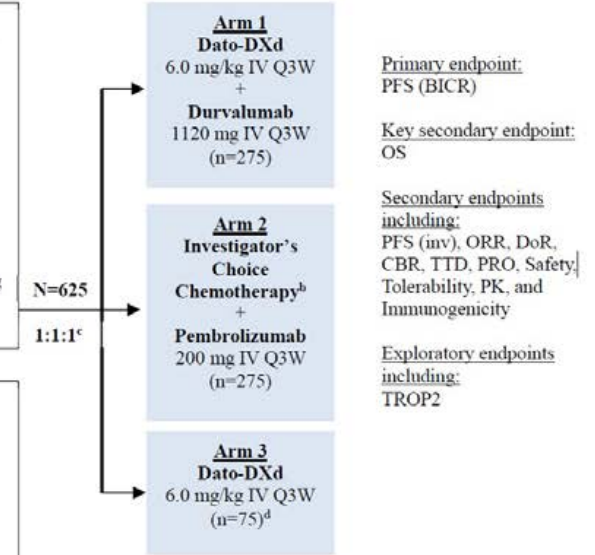 N=625
1:1:1ᶜ
Arm 1
Dato-DXd
6.0 mg/kg IV Q3W
+
Durvalumab
1120 mg IV Q3W
(n=275)
Arm 2
Investigator's
Choice
Chemotherapyᵇ
+
Pembrolizumab
200 mg IV Q3W
(n=275)
Arm 3
Dato-DXd
6.0 mg/kg IV Q3W
(n=75)ᵈ
Primary endpoint:
PFS (BICR)
Key secondary endpoint:
OS
Secondary endpoints
including:
PFS (inv), ORR, DoR,
CBR, TTD, PRO, Safety,
Tolerability, PK, and
Immunogenicity
Exploratory endpoints
including:
TROP2